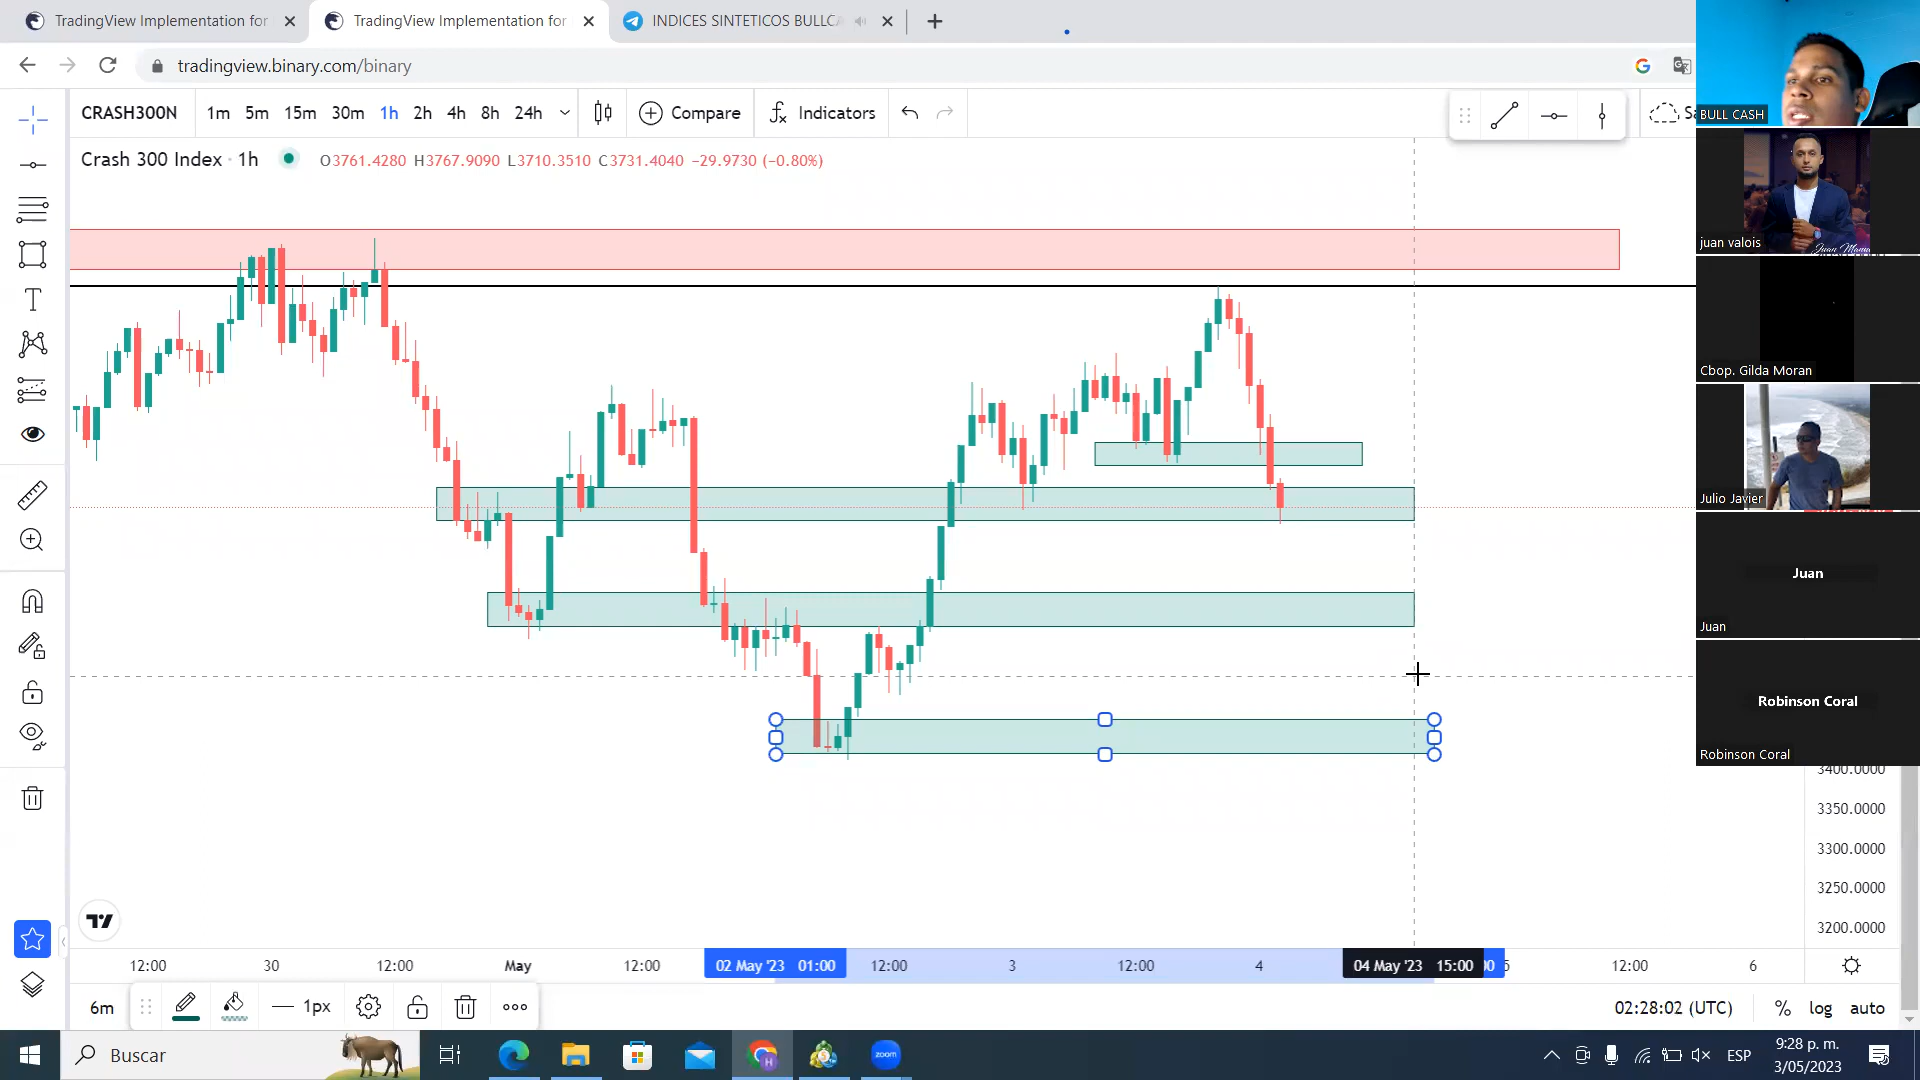 TradingView Implementation for
TradingView Implementation for
INDICES SINTETICOS BULLCA
tradingview.binary.com/binary
CRASH300N
1m 5m 15m 30m 1h 2h 4h 8h 24h
Compare
Indicators
Sa
Crash 300 Index · 1h
O3761.4280 H3767.9090 L3710.3510 C3731.4040 −29.9730 (−0.80%)
BULL CASH
juan valois
Cbop. Gilda Moran
Julio Javier
Juan
Juan
Robinson Coral
Robinson Coral
3400.0000
3350.0000
3300.0000
3250.0000
3200.0000
12:00 30 12:00 May 12:00 02 May '23 01:00 12:00 3 12:00 4 04 May '23 15:00 00 5 12:00 6
6m
1px
02:28:02 (UTC)
% log auto
Buscar
zoom
ESP
9:28 p. m.
3/05/2023